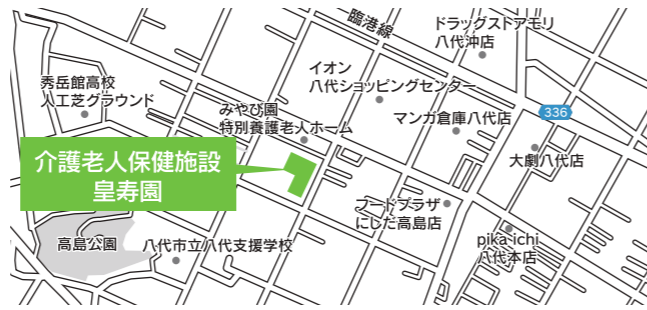 臨港線
ドラッグストアモリ
八代沖店
イオン
八代ショッピングセンター
秀岳館高校
人工芝グラウンド
みやび園
特別養護老人ホーム
マンガ倉庫八代店
336
大劇八代店
介護老人保健施設
皇寿園
フードプラザ
にしだ高島店
pika ichi
八代本店
高島公園
八代市立八代支援学校